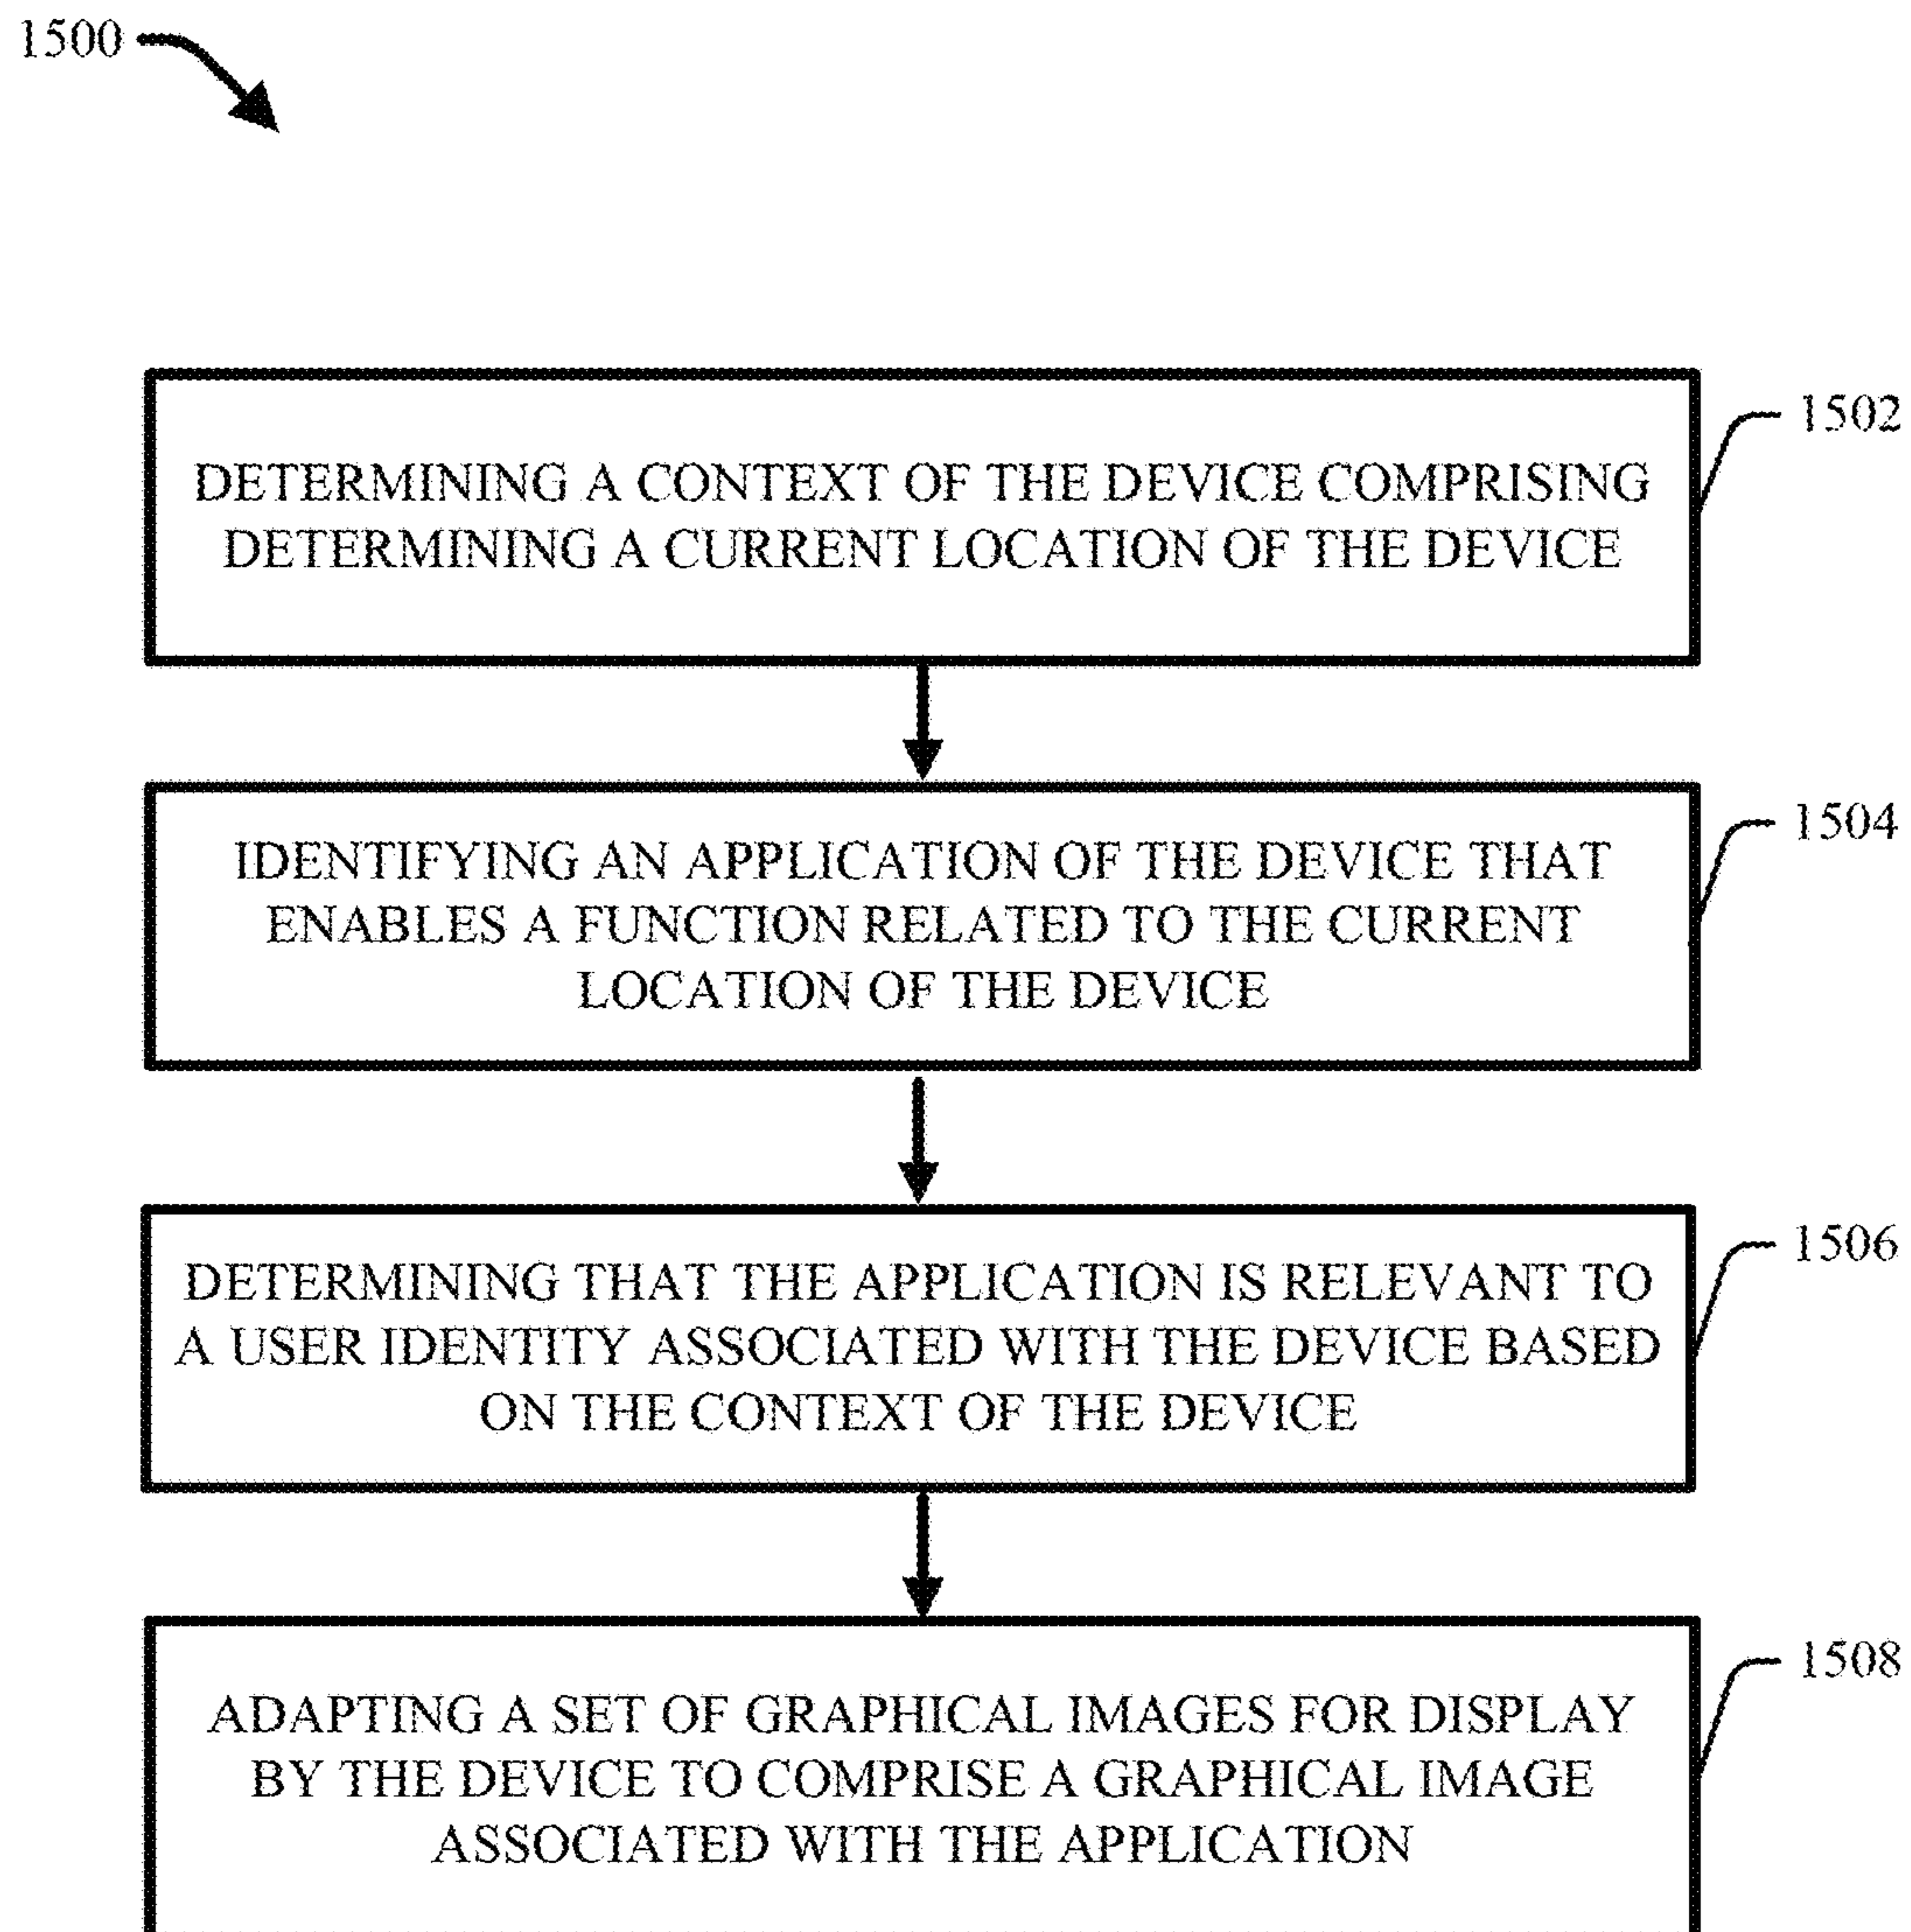 1500
1502
DETERMINING A CONTEXT OF THE DEVICE COMPRISING
DETERMINING A CURRENT LOCATION OF THE DEVICE
1504
IDENTIFYING AN APPLICATION OF THE DEVICE THAT
ENABLES A FUNCTION RELATED TO THE CURRENT
LOCATION OF THE DEVICE
1506
DETERMINING THAT THE APPLICATION IS RELEVANT TO
A USER IDENTITY ASSOCIATED WITH THE DEVICE BASED
ON THE CONTEXT OF THE DEVICE
1508
ADAPTING A SET OF GRAPHICAL IMAGES FOR DISPLAY
BY THE DEVICE TO COMPRISE A GRAPHICAL IMAGE
ASSOCIATED WITH THE APPLICATION